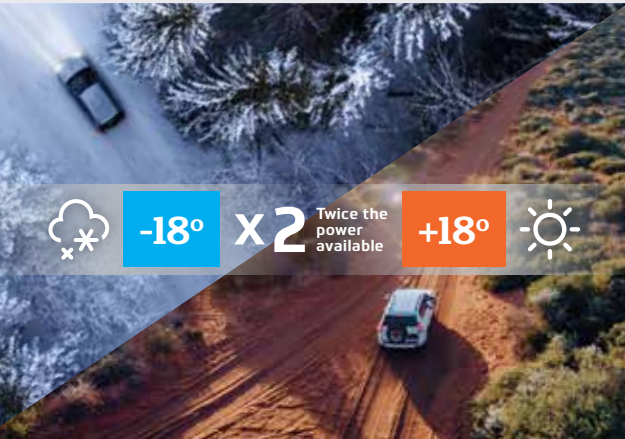 -18º
X2
Twice the
power
available
+18º